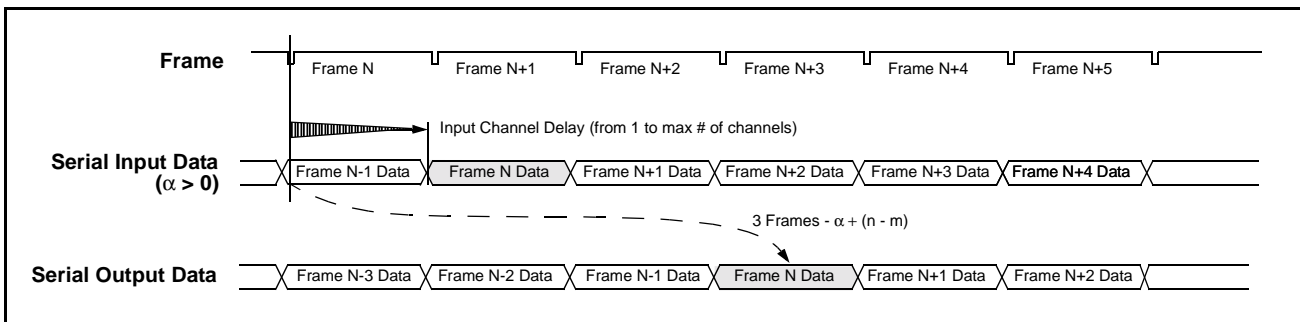 Frame
Frame N Frame N+1 Frame N+2 Frame N+3 Frame N+4 Frame N+5
Input Channel Delay (from 1 to max # of channels)
Serial Input Data
(α > 0)
Frame N-1 Data Frame N Data Frame N+1 Data Frame N+2 Data Frame N+3 Data Frame N+4 Data
3 Frames - α + (n - m)
Serial Output Data
Frame N-3 Data Frame N-2 Data Frame N-1 Data Frame N Data Frame N+1 Data Frame N+2 Data